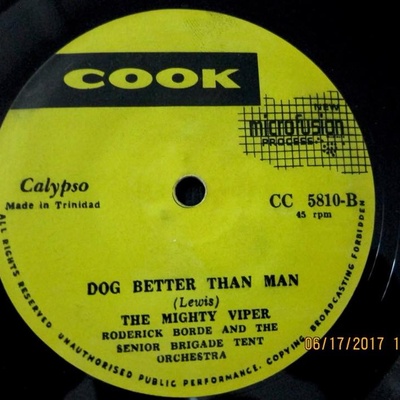 COOK
NEW
microfusion
PROCESS
Calypso
Made in Trinidad
CC 5810-B
45 rpm
DOG BETTER THAN MAN
(Lewis)
THE MIGHTY VIPER
RODERICK BORDE AND THE
SENIOR BRIGADE TENT
ORCHESTRA
ALL RIGHTS RESERVED UNAUTHORISED PUBLIC PERFORMANCE, COPYING BROADCASTING FORBIDDEN
06/17/2017 1